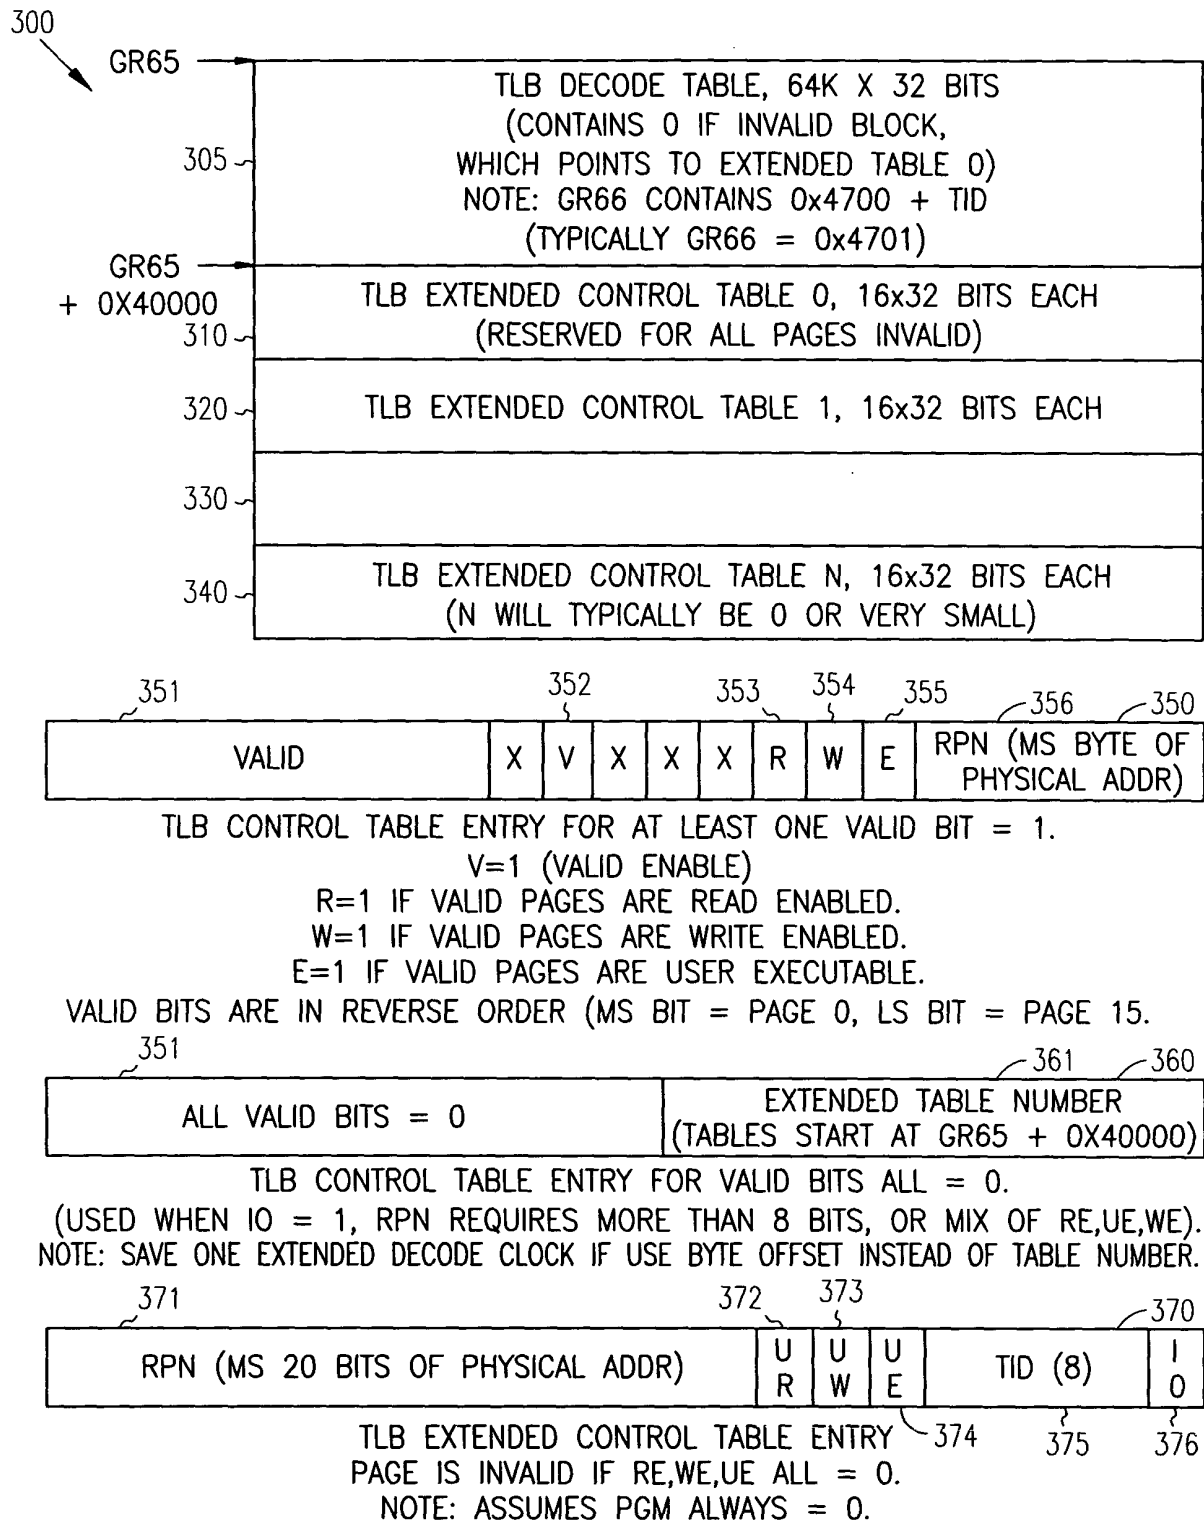 300
GR65
TLB DECODE TABLE, 64K X 32 BITS
(CONTAINS 0 IF INVALID BLOCK,
305
WHICH POINTS TO EXTENDED TABLE 0)
NOTE: GR66 CONTAINS 0x4700 + TID
(TYPICALLY GR66 = 0x4701)
GR65
+ 0X40000
TLB EXTENDED CONTROL TABLE 0, 16x32 BITS EACH
310
(RESERVED FOR ALL PAGES INVALID)
320
TLB EXTENDED CONTROL TABLE 1, 16x32 BITS EACH
330
TLB EXTENDED CONTROL TABLE N, 16x32 BITS EACH
340
(N WILL TYPICALLY BE 0 OR VERY SMALL)
351 352 353 354 355 356 350
VALID X V X X X R W E RPN (MS BYTE OF
PHYSICAL ADDR)
TLB CONTROL TABLE ENTRY FOR AT LEAST ONE VALID BIT = 1.
V=1 (VALID ENABLE)
R=1 IF VALID PAGES ARE READ ENABLED.
W=1 IF VALID PAGES ARE WRITE ENABLED.
E=1 IF VALID PAGES ARE USER EXECUTABLE.
VALID BITS ARE IN REVERSE ORDER (MS BIT = PAGE 0, LS BIT = PAGE 15.
351 361 360
ALL VALID BITS = 0 EXTENDED TABLE NUMBER
(TABLES START AT GR65 + 0X40000)
TLB CONTROL TABLE ENTRY FOR VALID BITS ALL = 0.
(USED WHEN IO = 1, RPN REQUIRES MORE THAN 8 BITS, OR MIX OF RE,UE,WE).
NOTE: SAVE ONE EXTENDED DECODE CLOCK IF USE BYTE OFFSET INSTEAD OF TABLE NUMBER.
371 372 373 370
RPN (MS 20 BITS OF PHYSICAL ADDR) UR UW UE TID (8) IO
374 375 376
TLB EXTENDED CONTROL TABLE ENTRY
PAGE IS INVALID IF RE,WE,UE ALL = 0.
NOTE: ASSUMES PGM ALWAYS = 0.